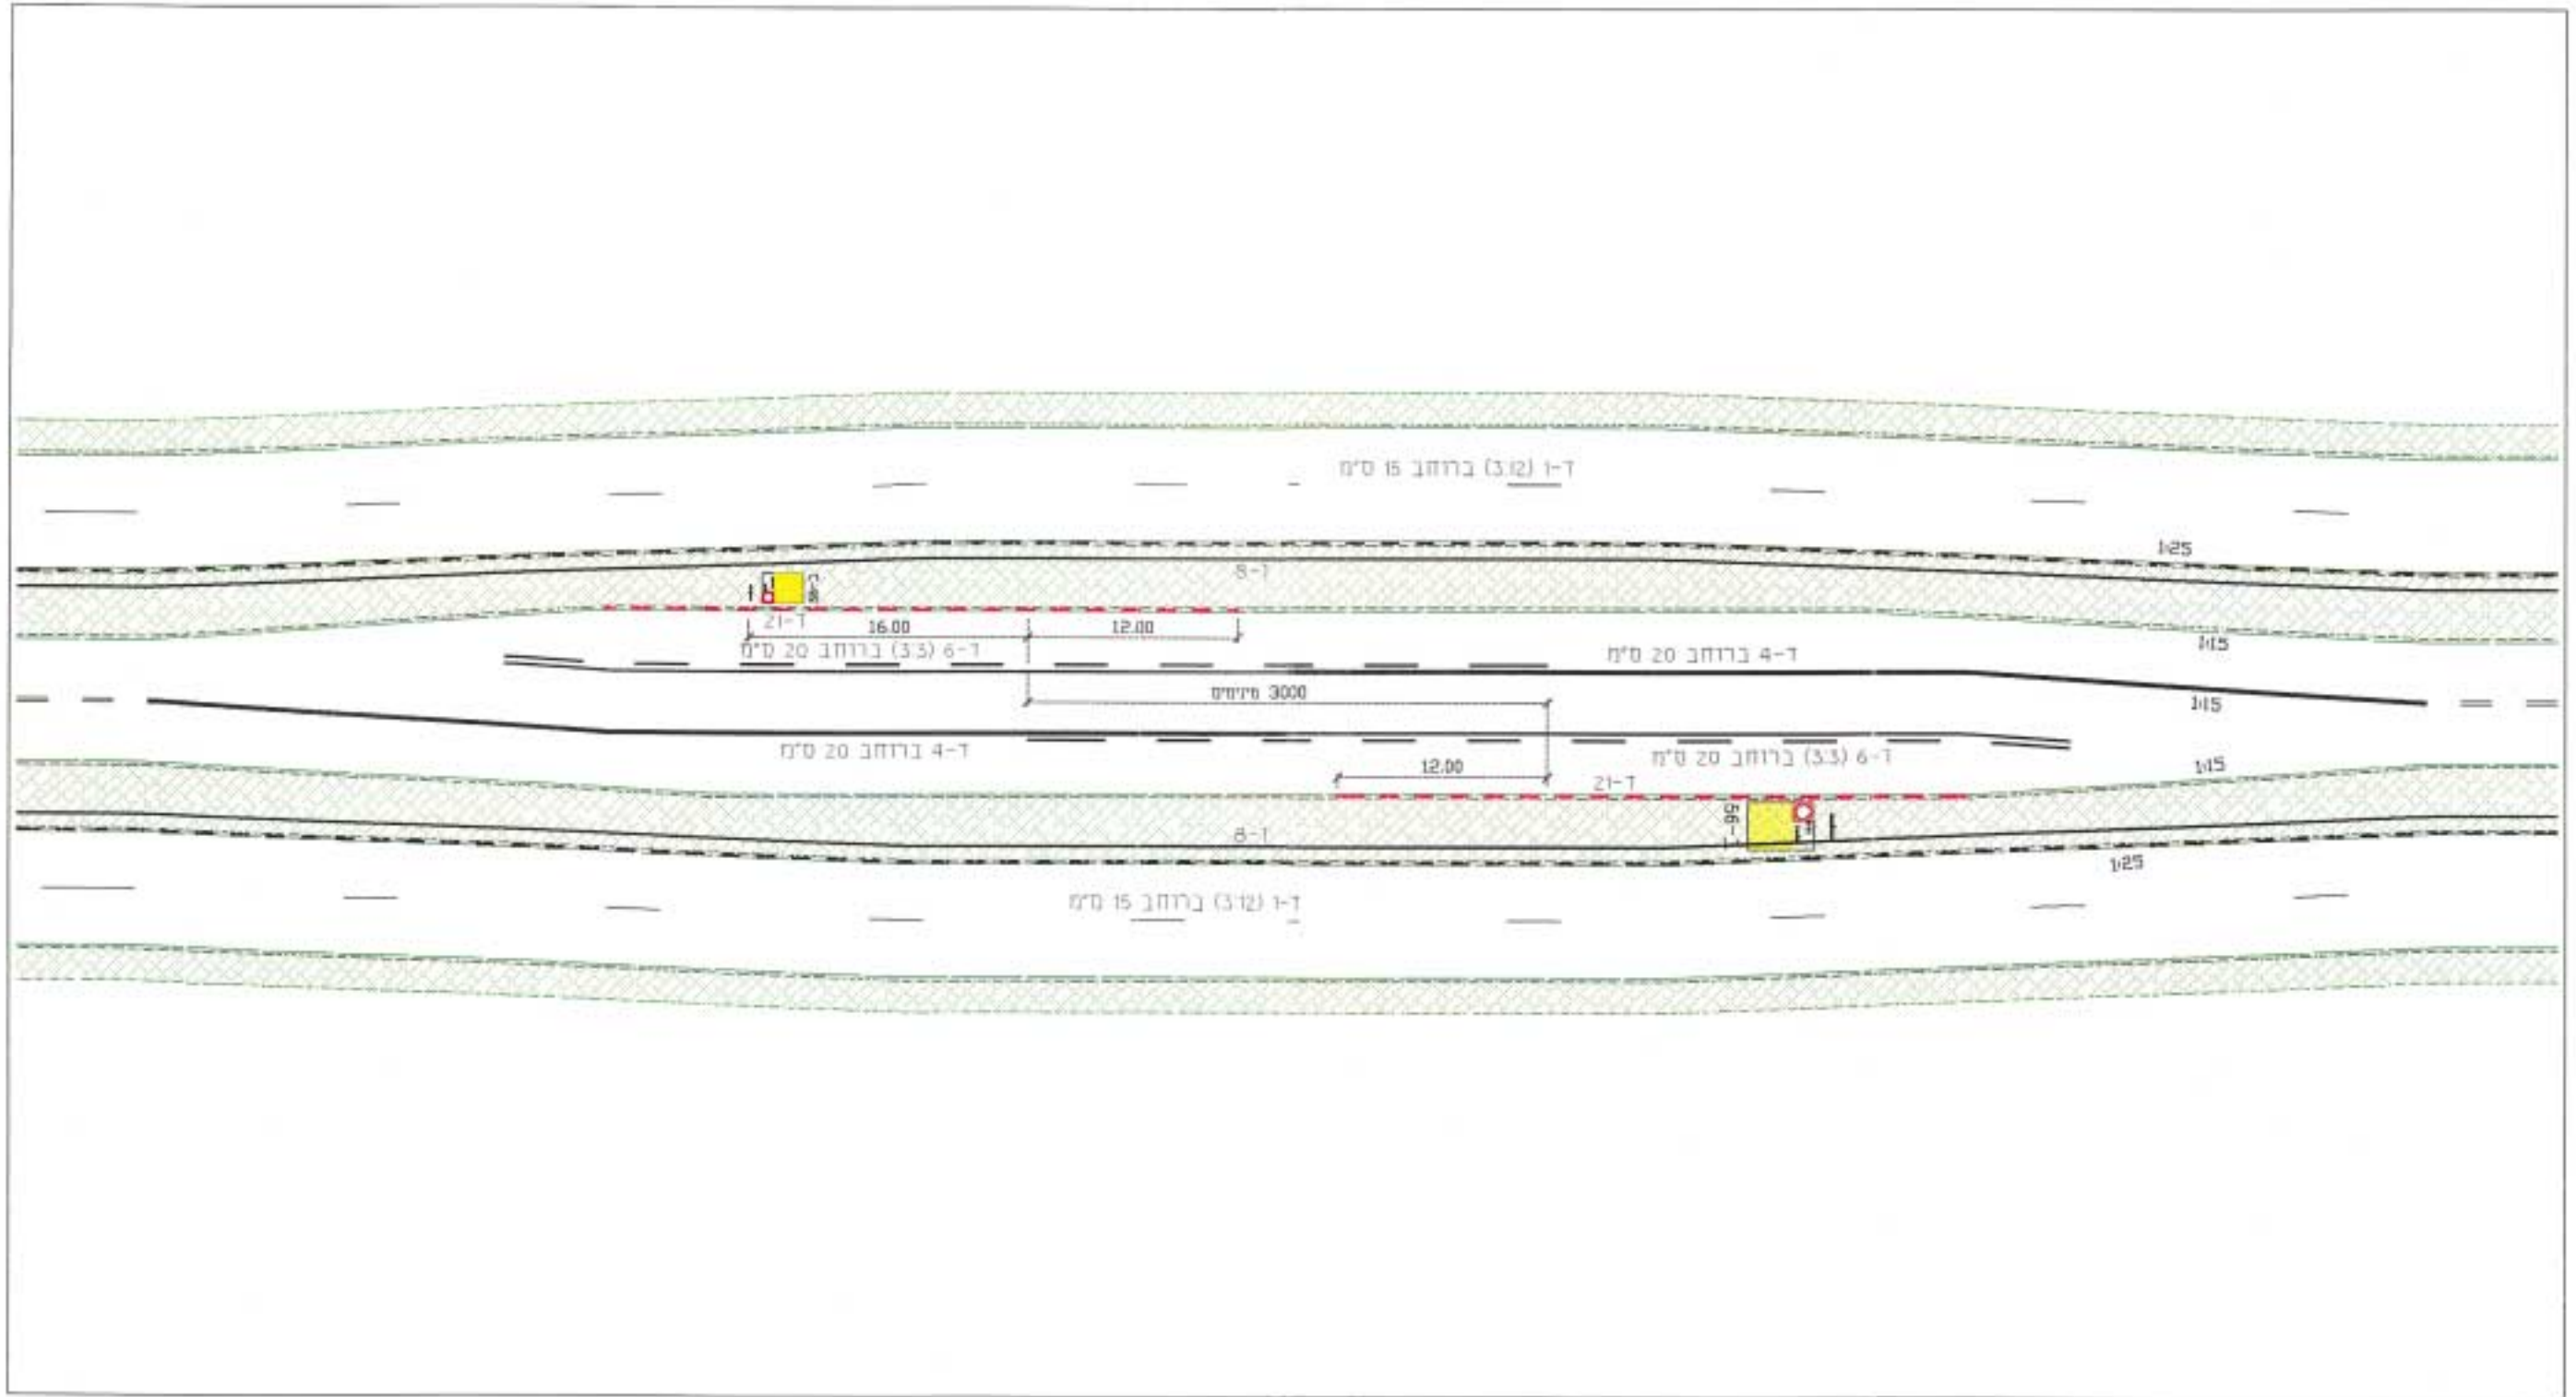 ד-1 (3:12) ברוחב 15 ס"מ
1:25
ד-8
ד-21
16.00
12.00
1:15
ד-6 (3:3) ברוחב 20 ס"מ
ד-4 ברוחב 20 ס"מ
3000 מינימום
1:15
ד-4 ברוחב 20 ס"מ
ד-6 (3:3) ברוחב 20 ס"מ
12.00
1:15
ד-21
ד-8
1:25
ד-1 (3:12) ברוחב 15 ס"מ